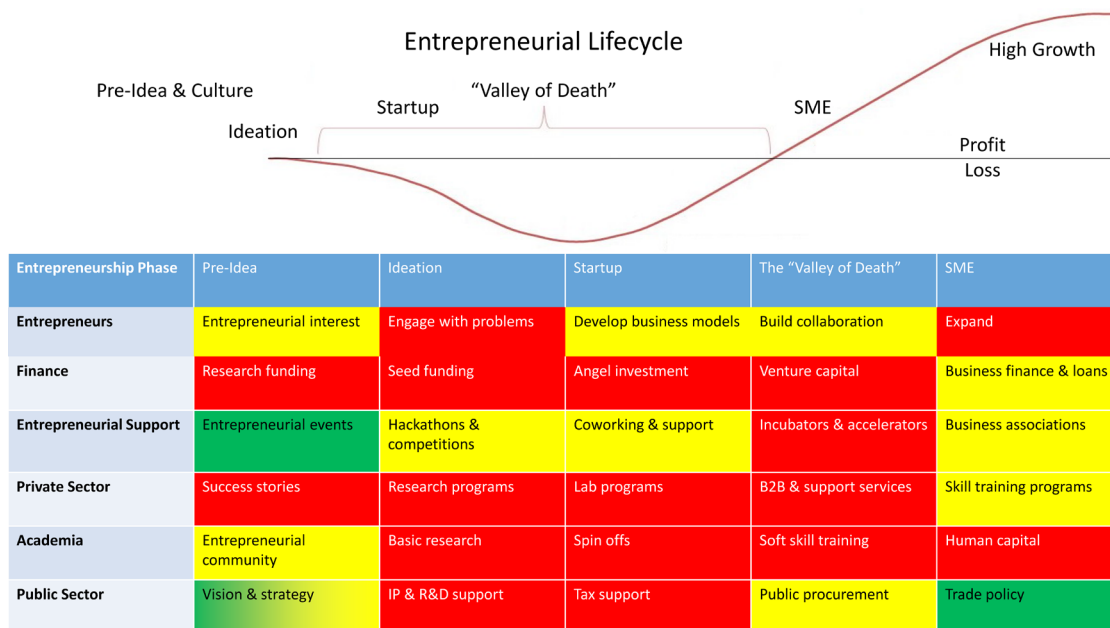 Entrepreneurial Lifecycle
High Growth
Pre-Idea & Culture
“Valley of Death”
Startup
SME
Ideation
Profit
Loss
Entrepreneurship Phase
Pre-Idea
Ideation
Startup
The “Valley of Death”
SME
Entrepreneurs
Entrepreneurial interest
Engage with problems
Develop business models
Build collaboration
Expand
Finance
Research funding
Seed funding
Angel investment
Venture capital
Business finance & loans
Entrepreneurial Support
Entrepreneurial events
Hackathons &
competitions
Coworking & support
Incubators & accelerators
Business associations
Private Sector
Success stories
Research programs
Lab programs
B2B & support services
Skill training programs
Academia
Entrepreneurial
community
Basic research
Spin offs
Soft skill training
Human capital
Public Sector
Vision & strategy
IP & R&D support
Tax support
Public procurement
Trade policy